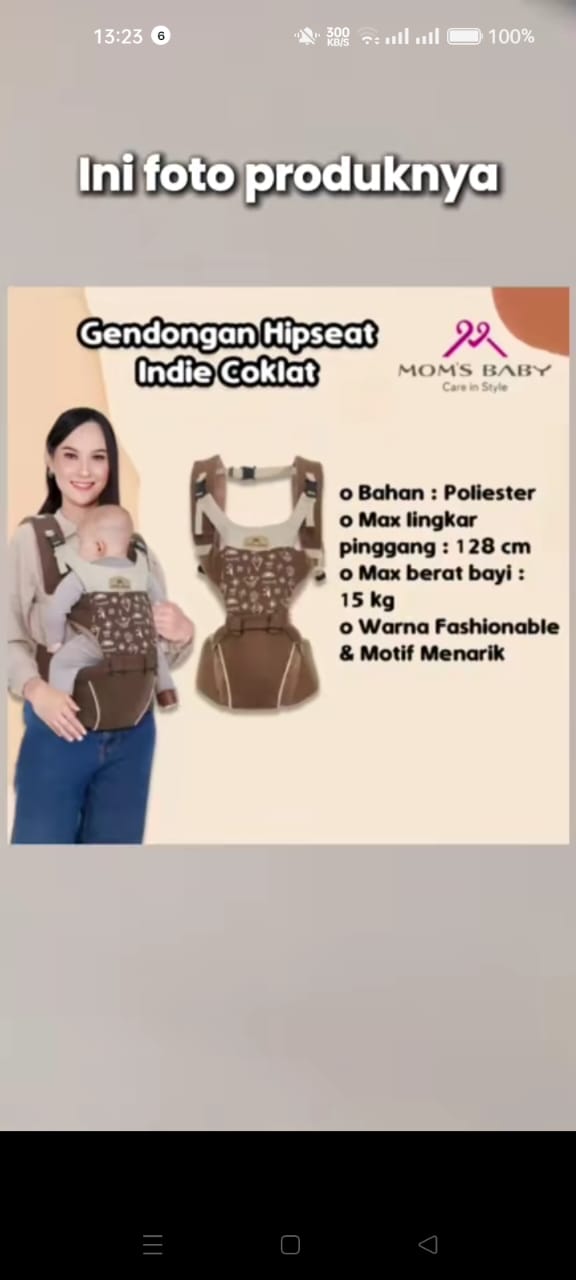 13:23 6 300 KB/S 100%
Ini foto produknya
Gendongan Hipseat
Indie Coklat
MOM'S BABY
Care in Style
o Bahan : Poliester
o Max lingkar
pinggang : 128 cm
o Max berat bayi :
15 kg
o Warna Fashionable
& Motif Menarik